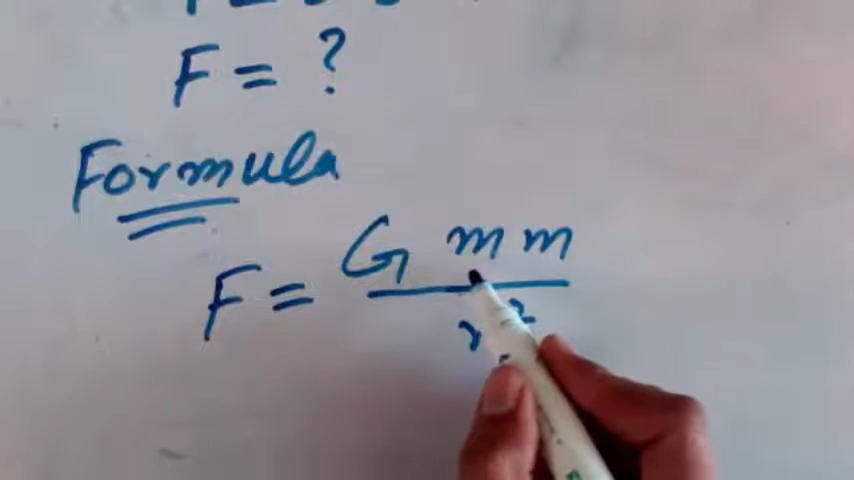 F = ?
Formula
F = G m m / r²